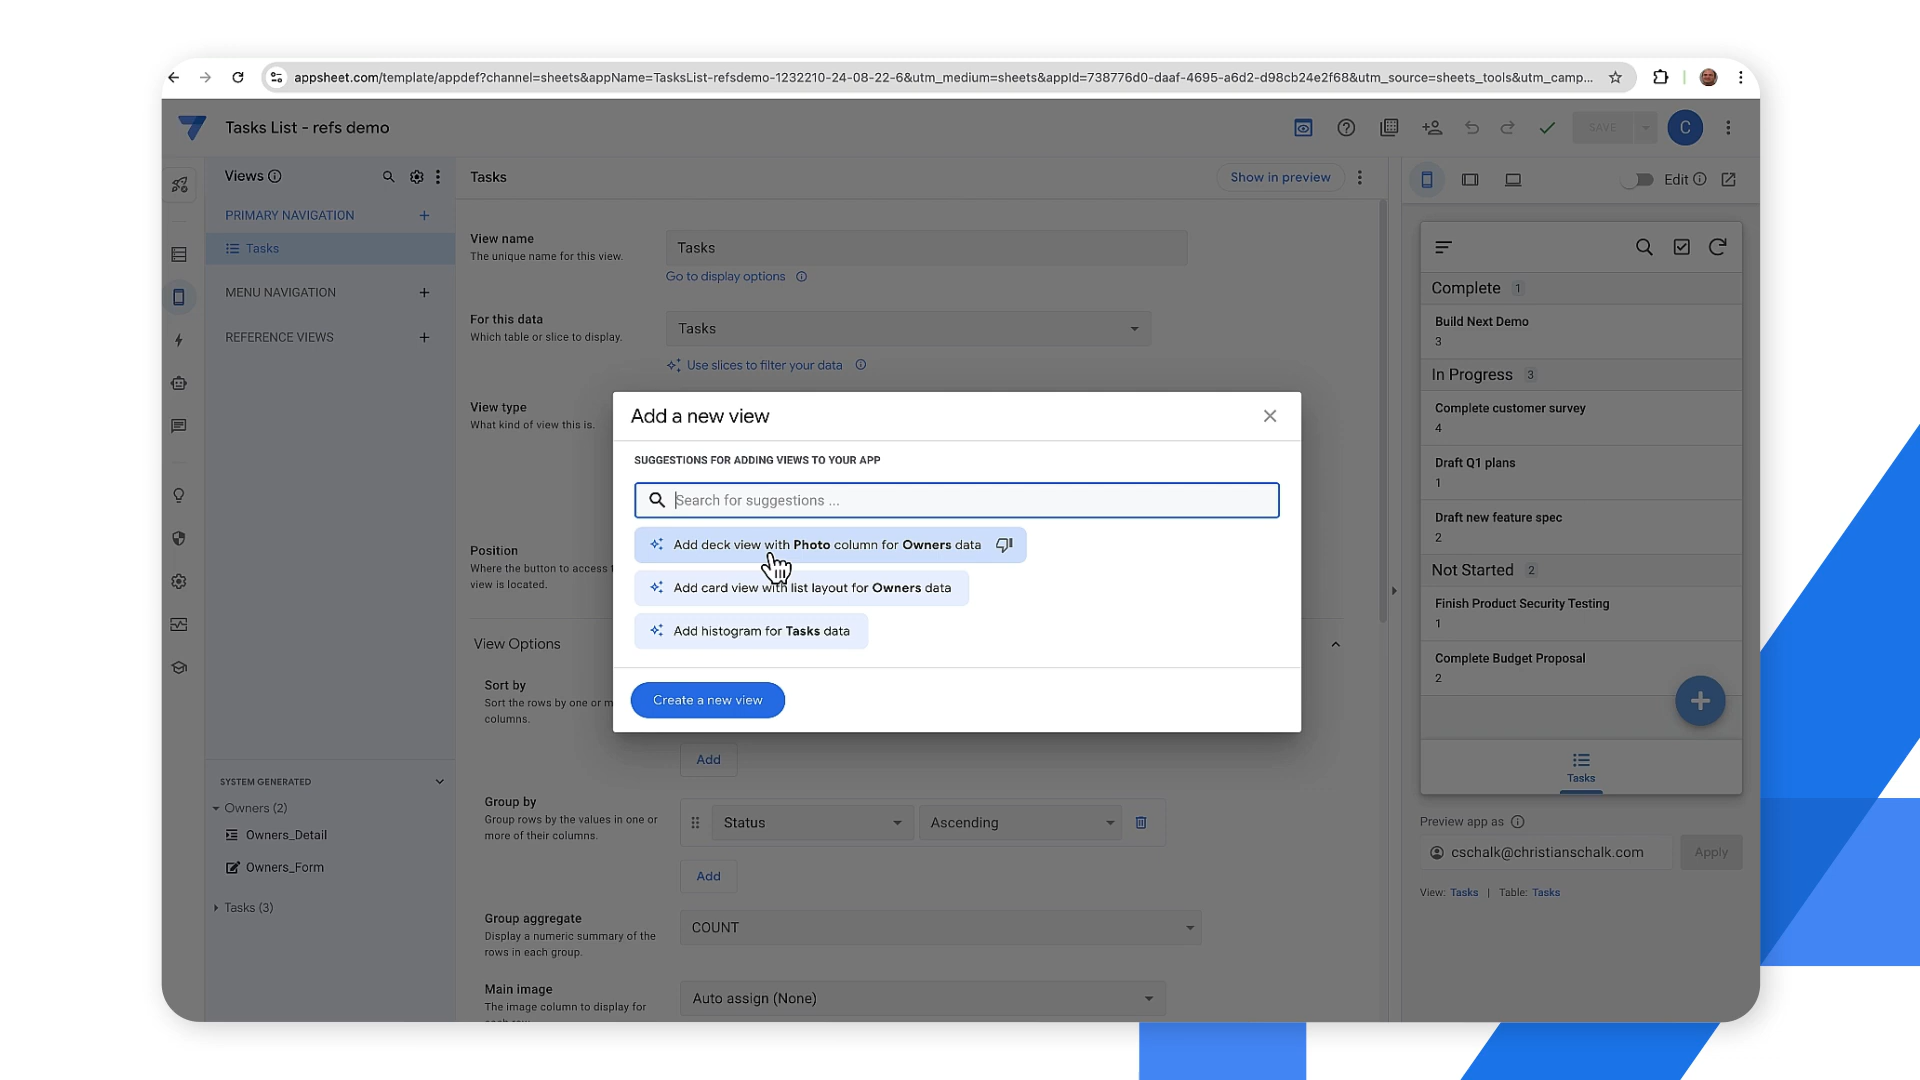 appsheet.com/template/appdef?channel=sheets&appName=TasksList-refsdemo-1232210-24-08-22-6&utm_medium=sheets&appId=738776d0-daaf-4695-a6d2-d98cb24e2f68&utm_source=sheets_tools&utm_camp...
Tasks List - refs demo
SAVE
C
Views
PRIMARY NAVIGATION
Tasks
MENU NAVIGATION
REFERENCE VIEWS
SYSTEM GENERATED
Owners (2)
Owners_Detail
Owners_Form
Tasks (3)
Tasks
Show in preview
View name
The unique name for this view.
Tasks
Go to display options
For this data
Which table or slice to display.
Tasks
Use slices to filter your data
View type
What kind of view this is.
Position
Where the button to access
view is located.
View Options
Sort by
Sort the rows by one or m
columns.
Add
Group by
Group rows by the values in one or
more of their columns.
Status
Ascending
Add
Group aggregate
Display a numeric summary of the
rows in each group.
COUNT
Main image
The image column to display for
Auto assign (None)
Add a new view
SUGGESTIONS FOR ADDING VIEWS TO YOUR APP
Search for suggestions ...
Add deck view with Photo column for Owners data
Add card view with list layout for Owners data
Add histogram for Tasks data
Create a new view
Edit
Complete 1
Build Next Demo
3
In Progress 3
Complete customer survey
4
Draft Q1 plans
1
Draft new feature spec
2
Not Started 2
Finish Product Security Testing
1
Complete Budget Proposal
2
Tasks
Preview app as
cschalk@christianschalk.com
Apply
View: Tasks | Table: Tasks